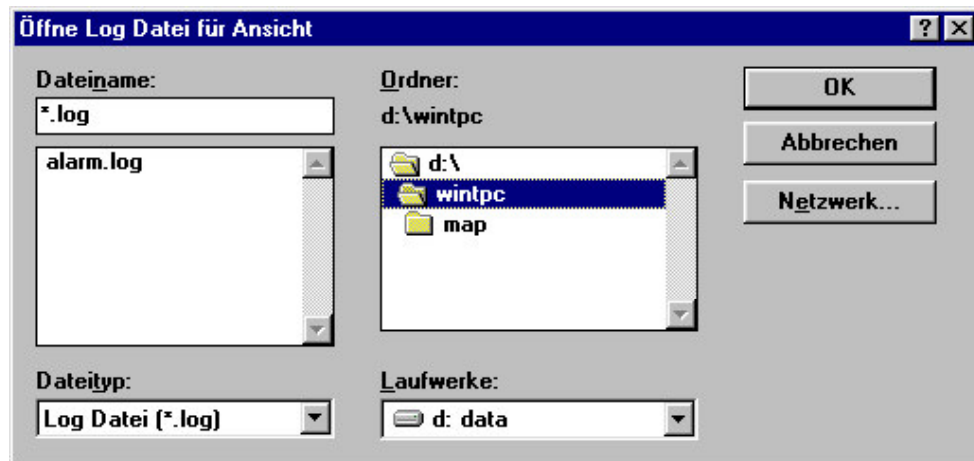 Öffne Log Datei für Ansicht
Dateiname:
*.log
alarm.log
Ordner:
d:\wintpc
d:\
wintpc
map
OK
Abbrechen
Netzwerk...
Dateityp:
Log Datei (*.log)
Laufwerke:
d: data